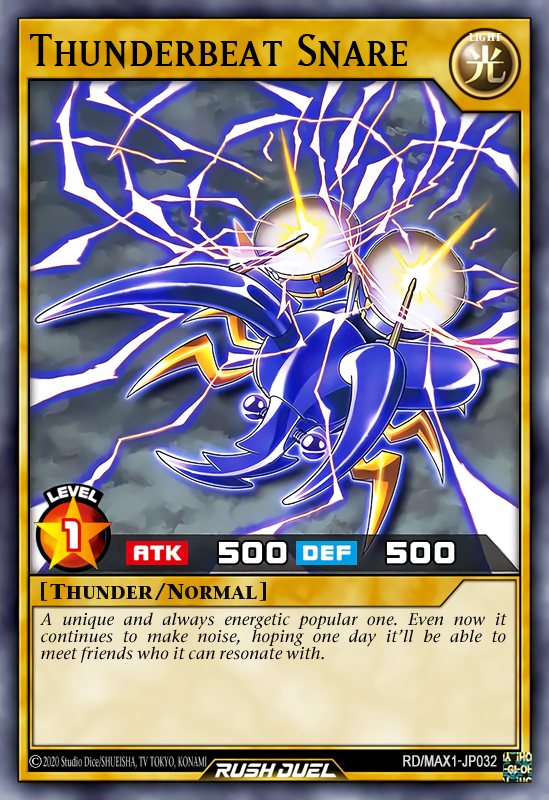 THUNDERBEAT SNARE
LIGHT
光
LEVEL
1
ATK 500 DEF 500
[THUNDER/NORMAL]
A unique and always energetic popular one. Even now it
continues to make noise, hoping one day it'll be able to
meet friends who it can resonate with.
©2020 Studio Dice/SHUEISHA, TV TOKYO, KONAMI
RUSH DUEL
RD/MAX1-JP032